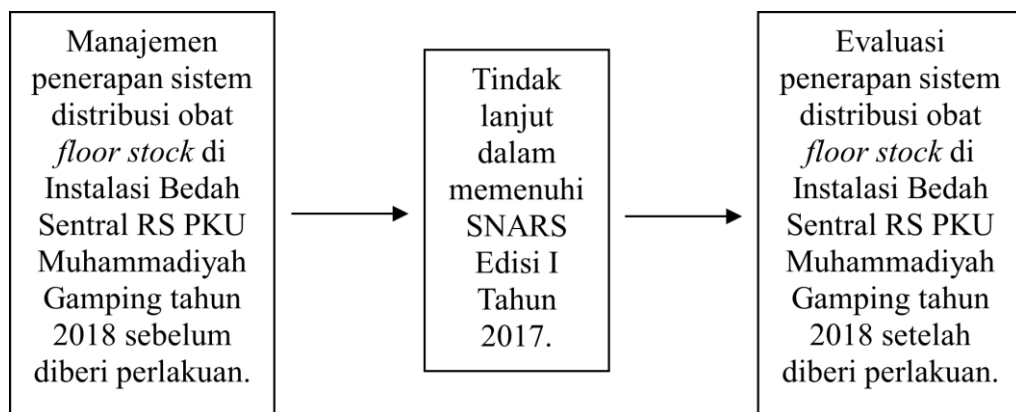 Manajemen
penerapan sistem
distribusi obat
floor stock di
Instalasi Bedah
Sentral RS PKU
Muhammadiyah
Gamping tahun
2018 sebelum
diberi perlakuan.
Tindak
lanjut
dalam
memenuhi
SNARS
Edisi I
Tahun
2017.
Evaluasi
penerapan sistem
distribusi obat
floor stock di
Instalasi Bedah
Sentral RS PKU
Muhammadiyah
Gamping tahun
2018 setelah
diberi perlakuan.